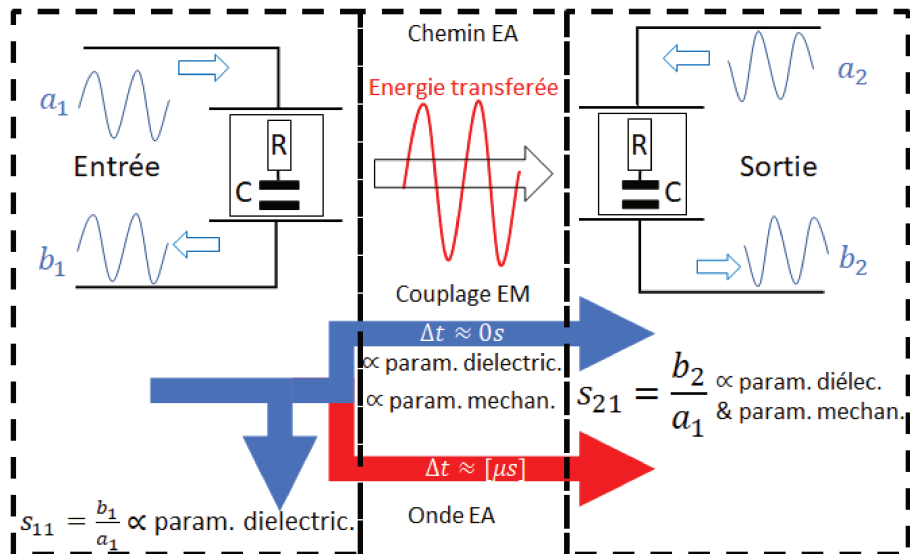 Chemin EA
a₁
Energie transferée
a₂
R
R
Entrée
Sortie
C
C
b₁
b₂
Couplage EM
Δt ≈ 0s
∝ param. dielectric.
∝ param. mechan.
s₂₁ = b₂/a₁ ∝ param. diélec. & param. mechan.
Δt ≈ [μs]
s₁₁ = b₁/a₁ ∝ param. dielectric.
Onde EA